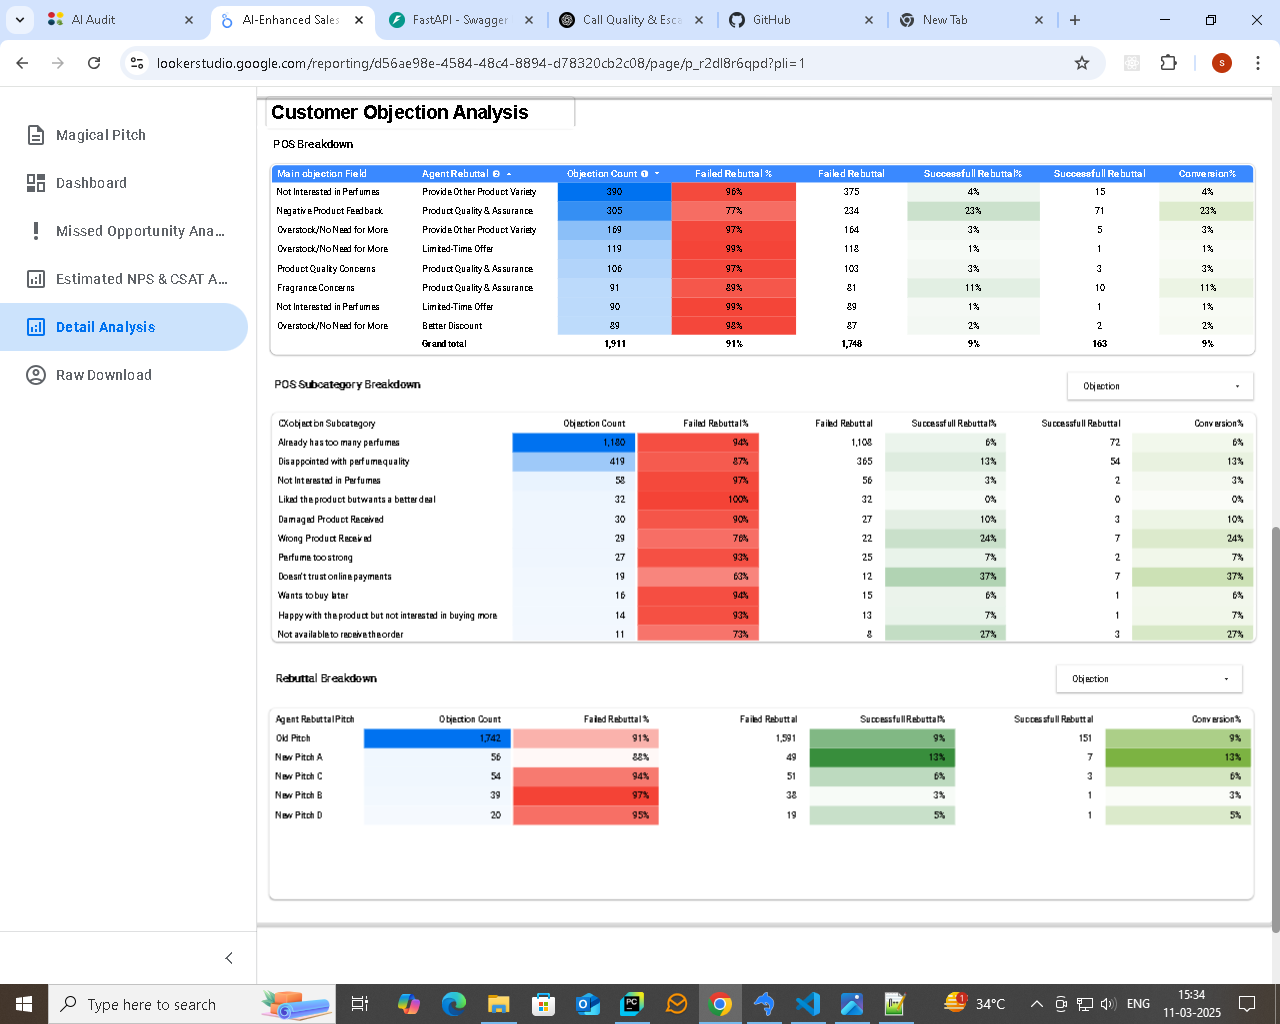 AI Audit
AI-Enhanced Sales
FastAPI - Swagger
Call Quality & Esca
GitHub
New Tab
lookerstudio.google.com/reporting/d56ae98e-4584-48c4-8894-d78320cb2c08/page/p_r2dl8r6qpd?pli=1
S
Magical Pitch
Dashboard
Missed Opportunity Ana...
Estimated NPS & CSAT A...
Detail Analysis
Raw Download
Customer Objection Analysis
POS Breakdown
Main objection Field Agent Rebuttal Objection Count Failed Rebuttal % Failed Rebuttal Successfull Rebuttal% Successfull Rebuttal Conversion%
Not Interested in Perfumes Provide Other Product Variety 390 96% 375 4% 15 4%
Negative Product Feedback Product Quality & Assurance 305 77% 234 23% 71 23%
Overstock/No Need for More Provide Other Product Variety 169 97% 164 3% 5 3%
Overstock/No Need for More Limited-Time Offer 119 99% 118 1% 1 1%
Product Quality Concerns Product Quality & Assurance 106 97% 103 3% 3 3%
Fragrance Concerns Product Quality & Assurance 91 89% 81 11% 10 11%
Not Interested in Perfumes Limited-Time Offer 90 99% 89 1% 1 1%
Overstock/No Need for More Better Discount 89 98% 87 2% 2 2%
Grand total 1,911 91% 1,748 9% 163 9%
POS Subcategory Breakdown
Objection
CX objection Subcategory Objection Count Failed Rebuttal % Failed Rebuttal Successfull Rebuttal% Successfull Rebuttal Conversion%
Already has too many perfumes 1,180 94% 1,108 6% 72 6%
Disappointed with perfume quality 419 87% 365 13% 54 13%
Not Interested in Perfumes 58 97% 56 3% 2 3%
Liked the product but wants a better deal 32 100% 32 0% 0 0%
Damaged Product Received 30 90% 27 10% 3 10%
Wrong Product Received 29 76% 22 24% 7 24%
Perfume too strong 27 93% 25 7% 2 7%
Doesn't trust online payments 19 63% 12 37% 7 37%
Wants to buy later 16 94% 15 6% 1 6%
Happy with the product but not interested in buying more 14 93% 13 7% 1 7%
Not available to receive the order 11 73% 8 27% 3 27%
Rebuttal Breakdown
Objection
Agent Rebuttal Pitch Objection Count Failed Rebuttal % Failed Rebuttal Successfull Rebuttal% Successfull Rebuttal Conversion%
Old Pitch 1,742 91% 1,591 9% 151 9%
New Pitch A 56 88% 49 13% 7 13%
New Pitch C 54 94% 51 6% 3 6%
New Pitch B 39 97% 38 3% 1 3%
New Pitch D 20 95% 19 5% 1 5%
Type here to search
PC
1
34°C
ENG
15:34
11-03-2025